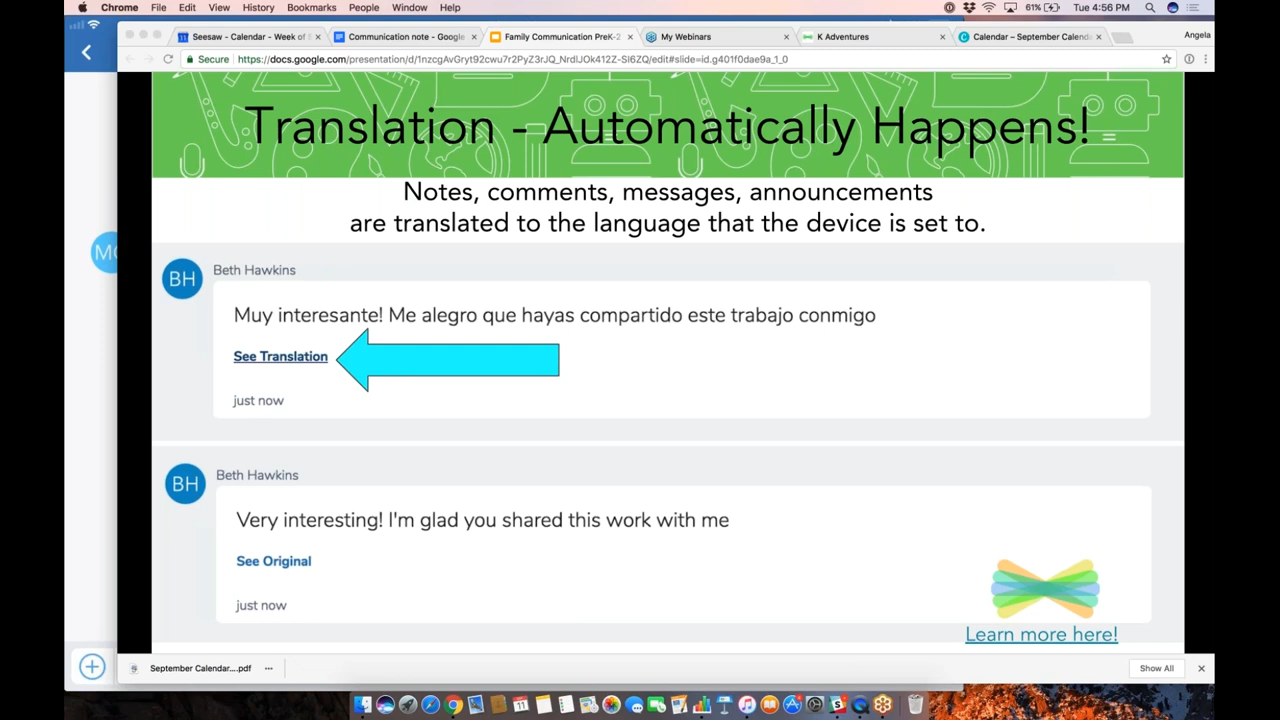 Chrome File Edit View History Bookmarks People Window Help 61% Tue 4:56 PM
Seesaw - Calendar - Week of S
Communication note - Google
Family Communication PreK-2
My Webinars
K Adventures
Calendar – September Calenda
Angela
Secure https://docs.google.com/presentation/d/1nzcgAvGryt92cwu7r2PyZ3rJQ_NrdIJOk412Z-SI6ZQ/edit#slide=id.g401f0dae9a_1_0
Translation - Automatically Happens!
Notes, comments, messages, announcements
are translated to the language that the device is set to.
BH
Beth Hawkins
Muy interesante! Me alegro que hayas compartido este trabajo conmigo
See Translation
just now
BH
Beth Hawkins
Very interesting! I'm glad you shared this work with me
See Original
just now
Learn more here!
September Calendar....pdf
Show All